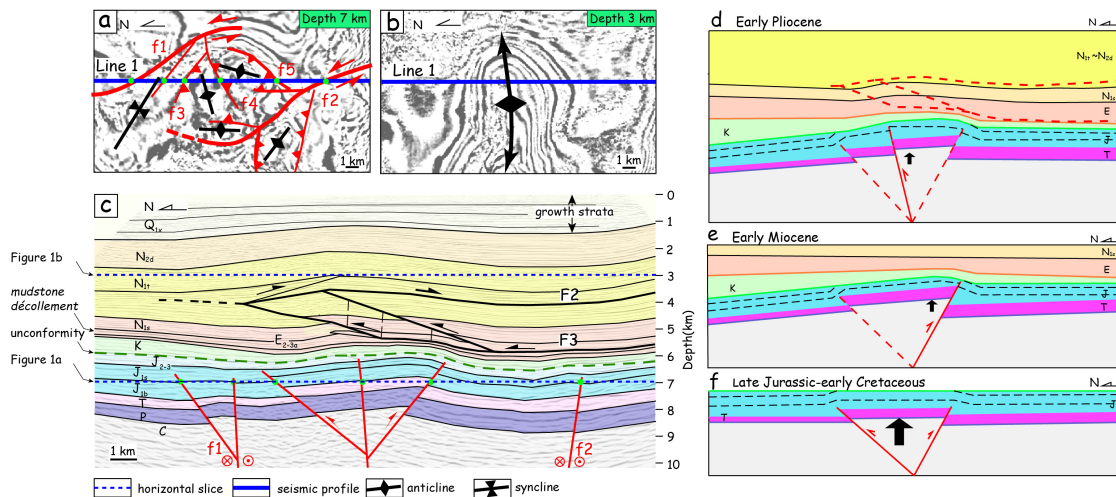 a
N
Depth 7 km
f1
f5
Line 1
f3
f4
f2
1 km
b
N
Depth 3 km
Line 1
1 km
c
N
growth strata
Q1x
N2d
Figure 1b
N1t
F2
mudstone
décollement
N1s
F3
unconformity
K
E2-3a
J2-3
Figure 1a
J1s
J1b
T
P
C
f1
f2
1 km
0
1
2
3
4
5
6
7
8
9
10
Depth(km)
horizontal slice
seismic profile
anticline
syncline
d
Early Pliocene
N
N1t~N2d
N1s
E
K
J
T
e
Early Miocene
N
N1s
E
K
J
T
f
Late Jurassic-early Cretaceous
N
J
T